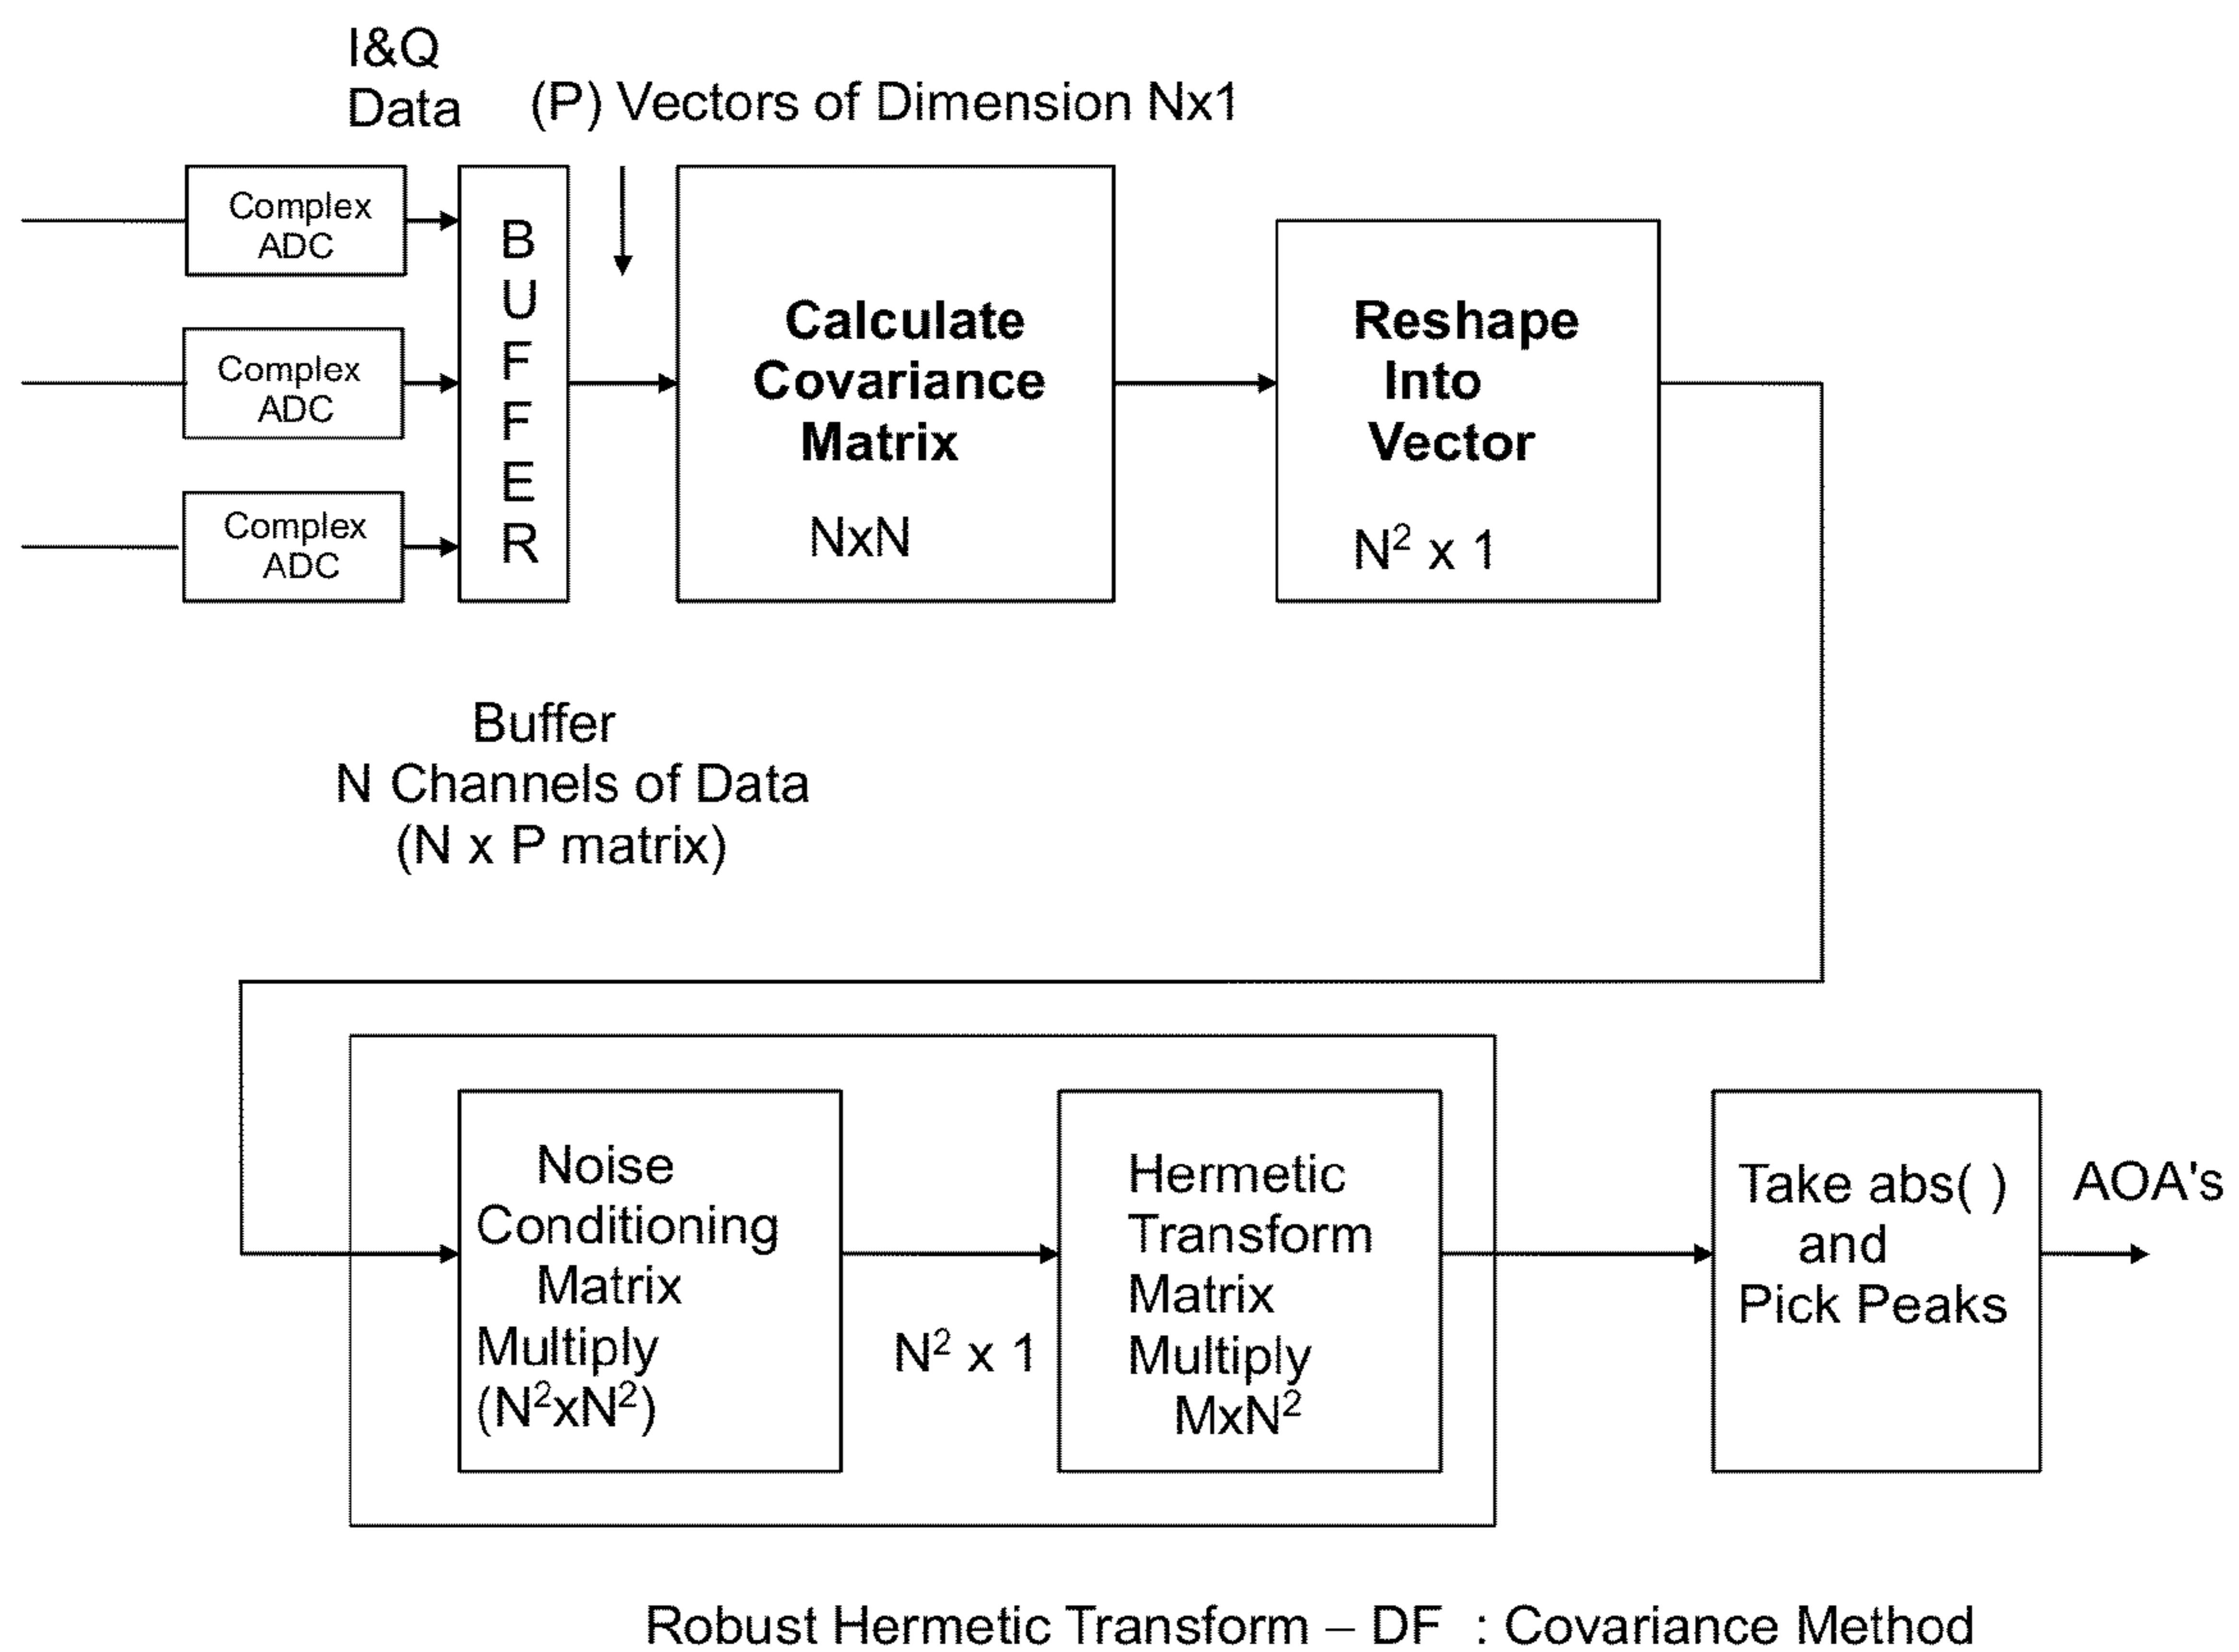 I&Q
Data
(P) Vectors of Dimension Nx1
Complex
ADC
Complex
ADC
Complex
ADC
B
U
F
F
E
R
Calculate
Covariance
Matrix
NxN
Reshape
Into
Vector
N² x 1
Buffer
N Channels of Data
(N x P matrix)
Noise
Conditioning
Matrix
Multiply
(N²xN²)
N² x 1
Hermetic
Transform
Matrix
Multiply
MxN²
Take abs( )
and
Pick Peaks
AOA's
Robust Hermetic Transform – DF : Covariance Method